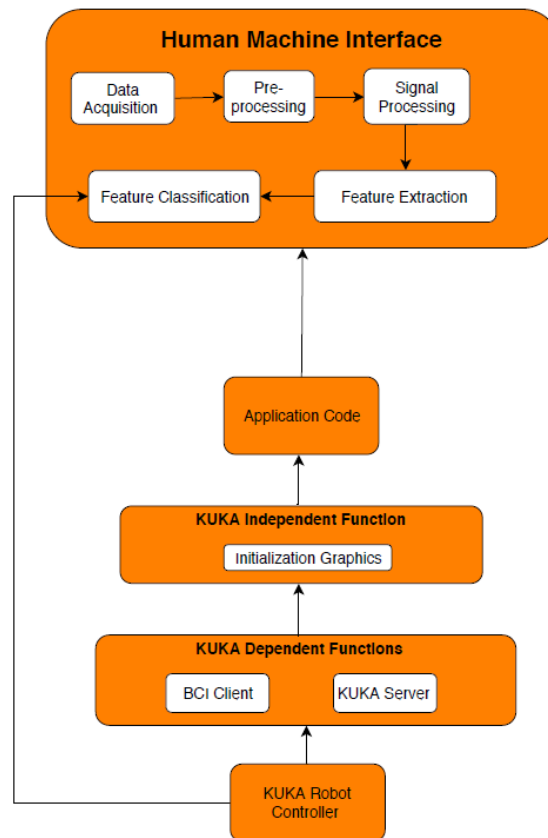 Human Machine Interface
Data
Acquisition
Pre-
processing
Signal
Processing
Feature Classification
Feature Extraction
Application Code
KUKA Independent Function
Initialization Graphics
KUKA Dependent Functions
BCI Client
KUKA Server
KUKA Robot
Controller